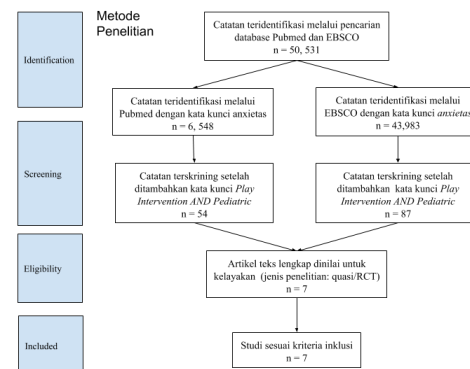 Metode
Penelitian
Identification
Catatan teridentifikasi melalui pencarian
database Pubmed dan EBSCO
n = 50, 531
Catatan teridentifikasi melalui
Pubmed dengan kata kunci anxietas
n = 6, 548
Catatan teridentifikasi melalui
EBSCO dengan kata kunci anxietas
n = 43,983
Screening
Catatan terskrining setelah
ditambahkan kata kunci Play
Intervention AND Pediatric
n = 54
Catatan terskrining setelah
ditambahkan kata kunci Play
Intervention AND Pediatric
n = 87
Eligibility
Artikel teks lengkap dinilai untuk
kelayakan (jenis penelitian: quasi/RCT)
n = 7
Included
Studi sesuai kriteria inklusi
n = 7